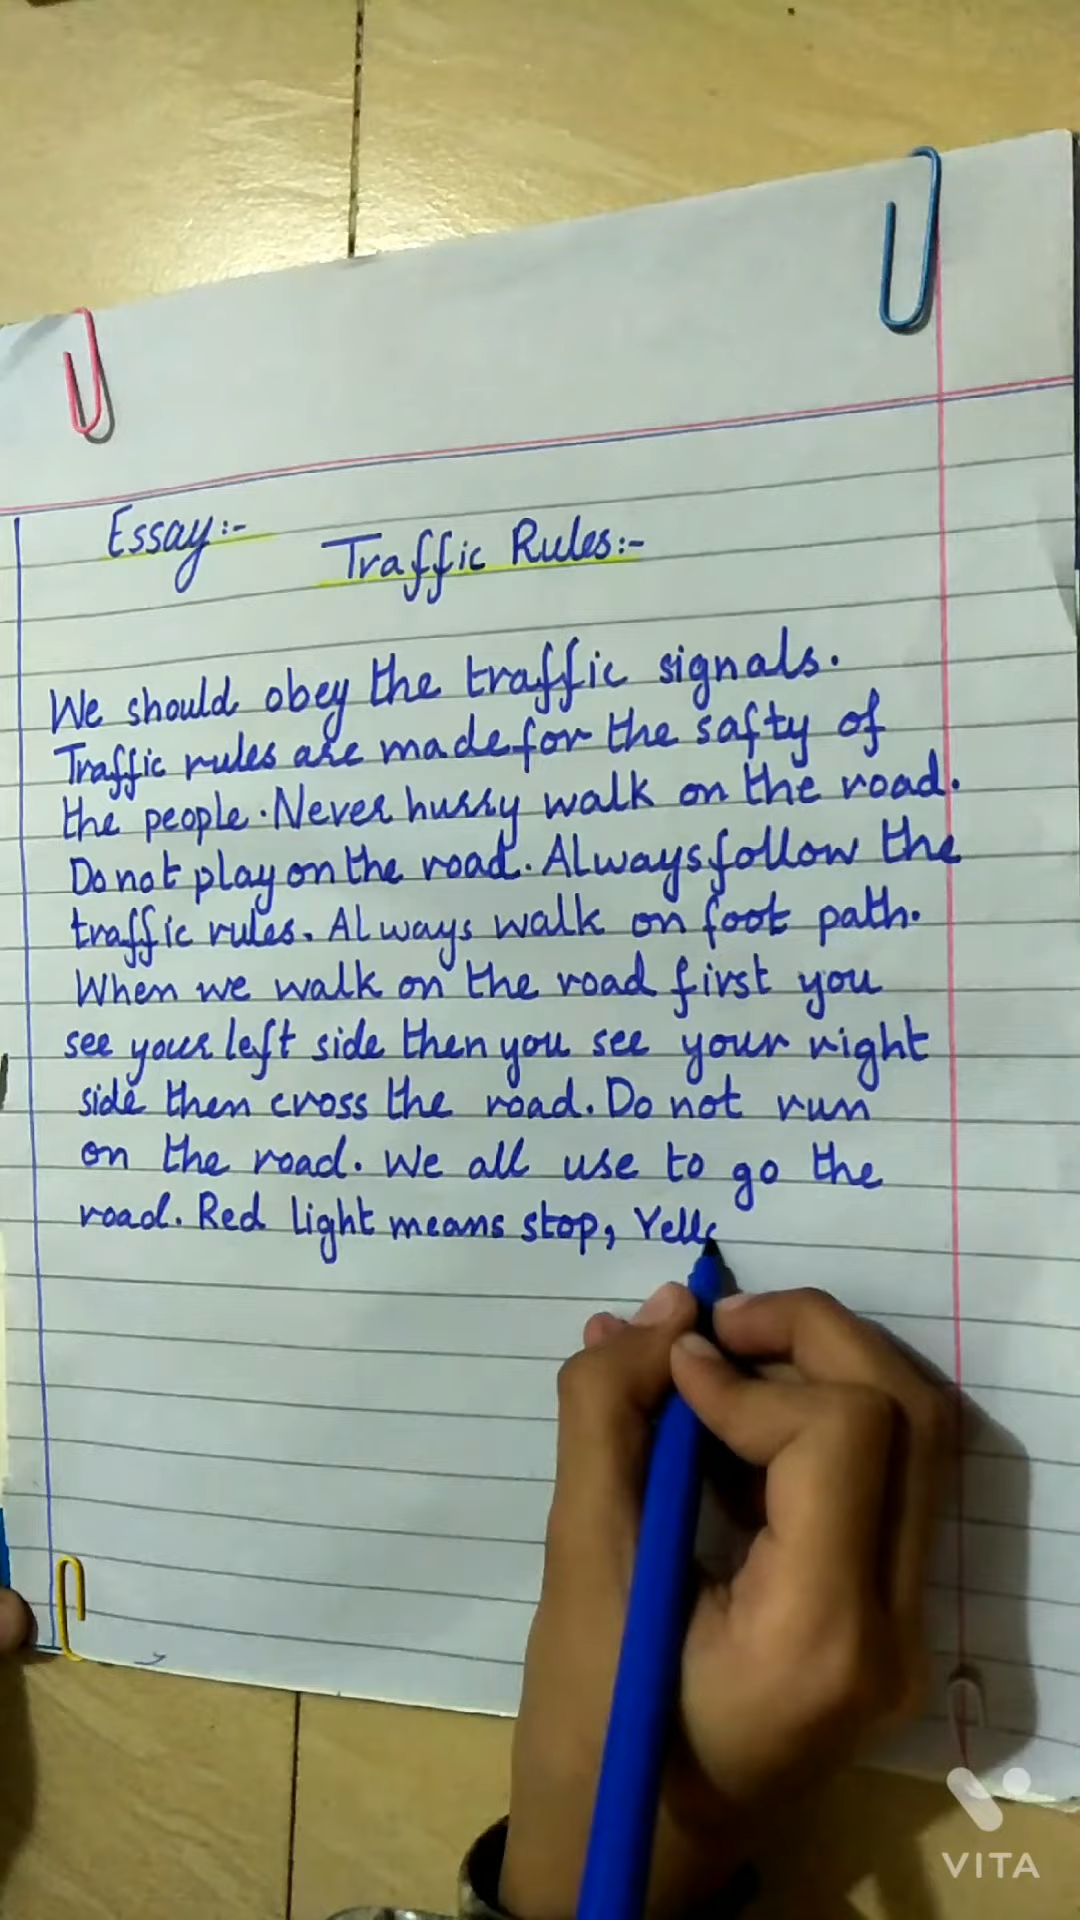 Essay:-
Traffic Rules:-
We should obey the traffic signals.
Traffic rules are made for the safty of
the people. Never hurry walk on the road.
Do not play on the road. Always follow the
traffic rules. Always walk on foot path.
When we walk on the road first you
see your left side then you see your right
side then cross the road. Do not run
on the road. We all use to go the
road. Red light means stop, Yello
VITA